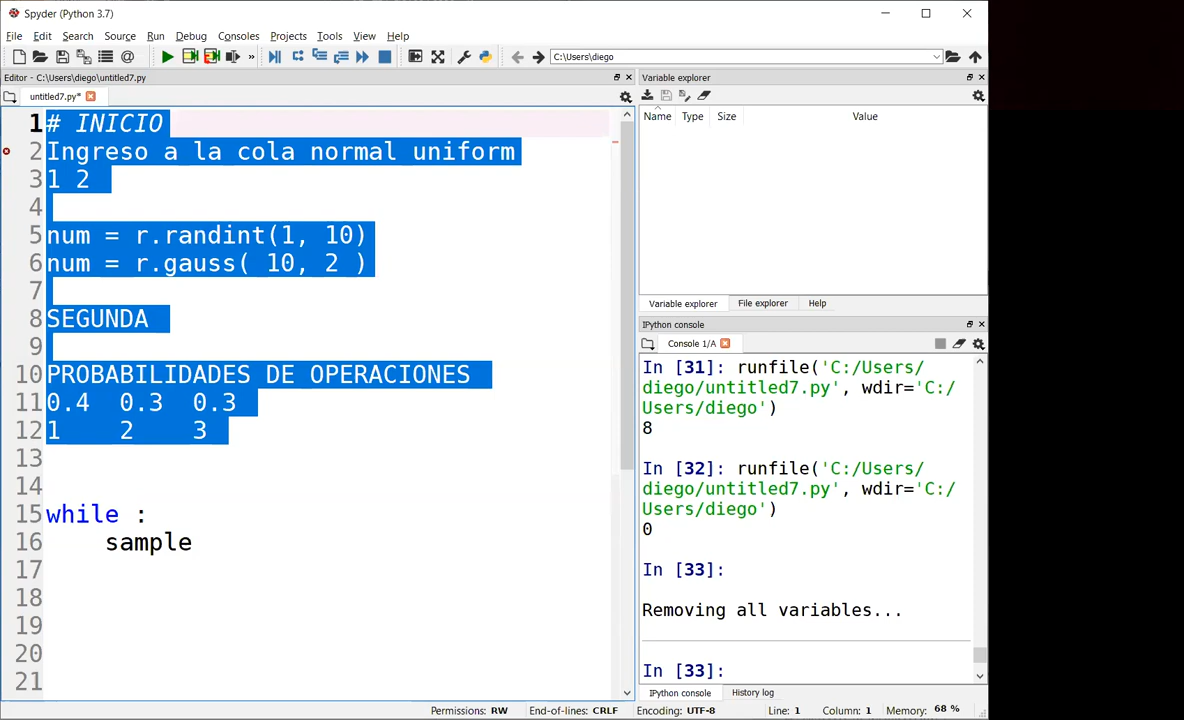 Spyder (Python 3.7)
File Edit Search Source Run Debug Consoles Projects Tools View Help
C:\Users\diego
Editor - C:\Users\diego\untitled7.py
untitled7.py*
1 # INICIO
2 Ingreso a la cola normal uniform
3 1 2
4
5 num = r.randint(1, 10)
6 num = r.gauss( 10, 2 )
7
8 SEGUNDA
9
10 PROBABILIDADES DE OPERACIONES
11 0.4 0.3 0.3
12 1 2 3
13
14
15 while :
16 sample
17
18
19
20
21
Variable explorer
Name Type Size Value
Variable explorer File explorer Help
IPython console
Console 1/A
In [31]: runfile('C:/Users/
diego/untitled7.py', wdir='C:/
Users/diego')
8
In [32]: runfile('C:/Users/
diego/untitled7.py', wdir='C:/
Users/diego')
0
In [33]:
Removing all variables...
In [33]:
IPython console History log
Permissions: RW End-of-lines: CRLF Encoding: UTF-8 Line: 1 Column: 1 Memory: 68 %